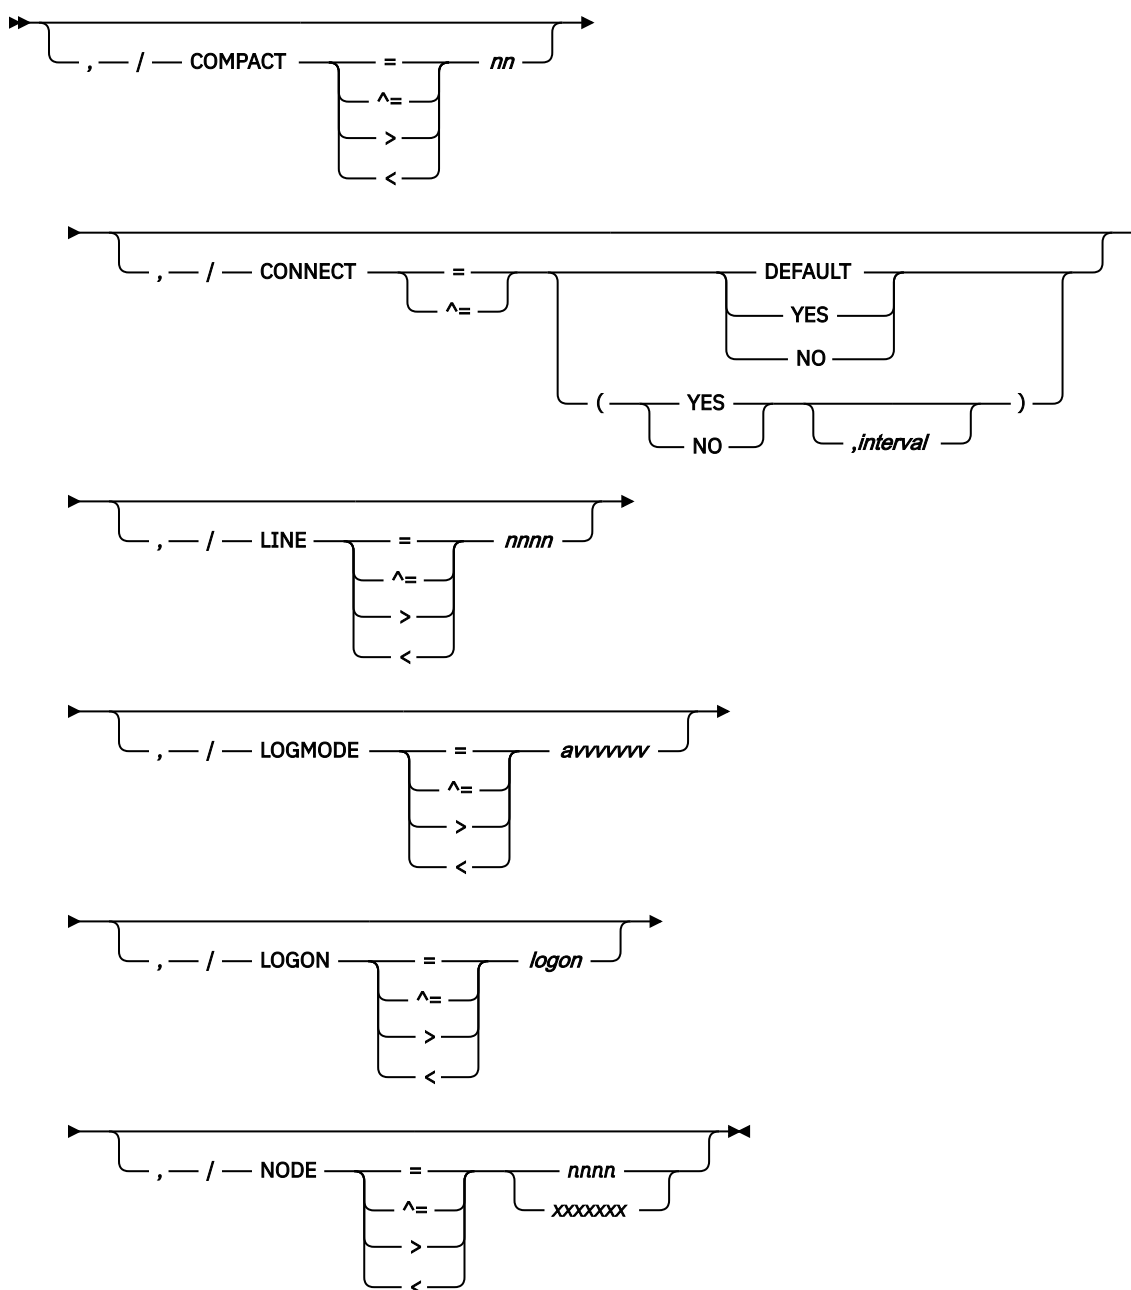 , / COMPACT = nn
^=
>
<
, / CONNECT = DEFAULT
^= YES
NO
( YES )
NO ,interval
, / LINE = nnnn
^=
>
<
, / LOGMODE = avvvvvvv
^=
>
<
, / LOGON = logon
^=
>
<
, / NODE = nnnn
^= xxxxxxx
>
<